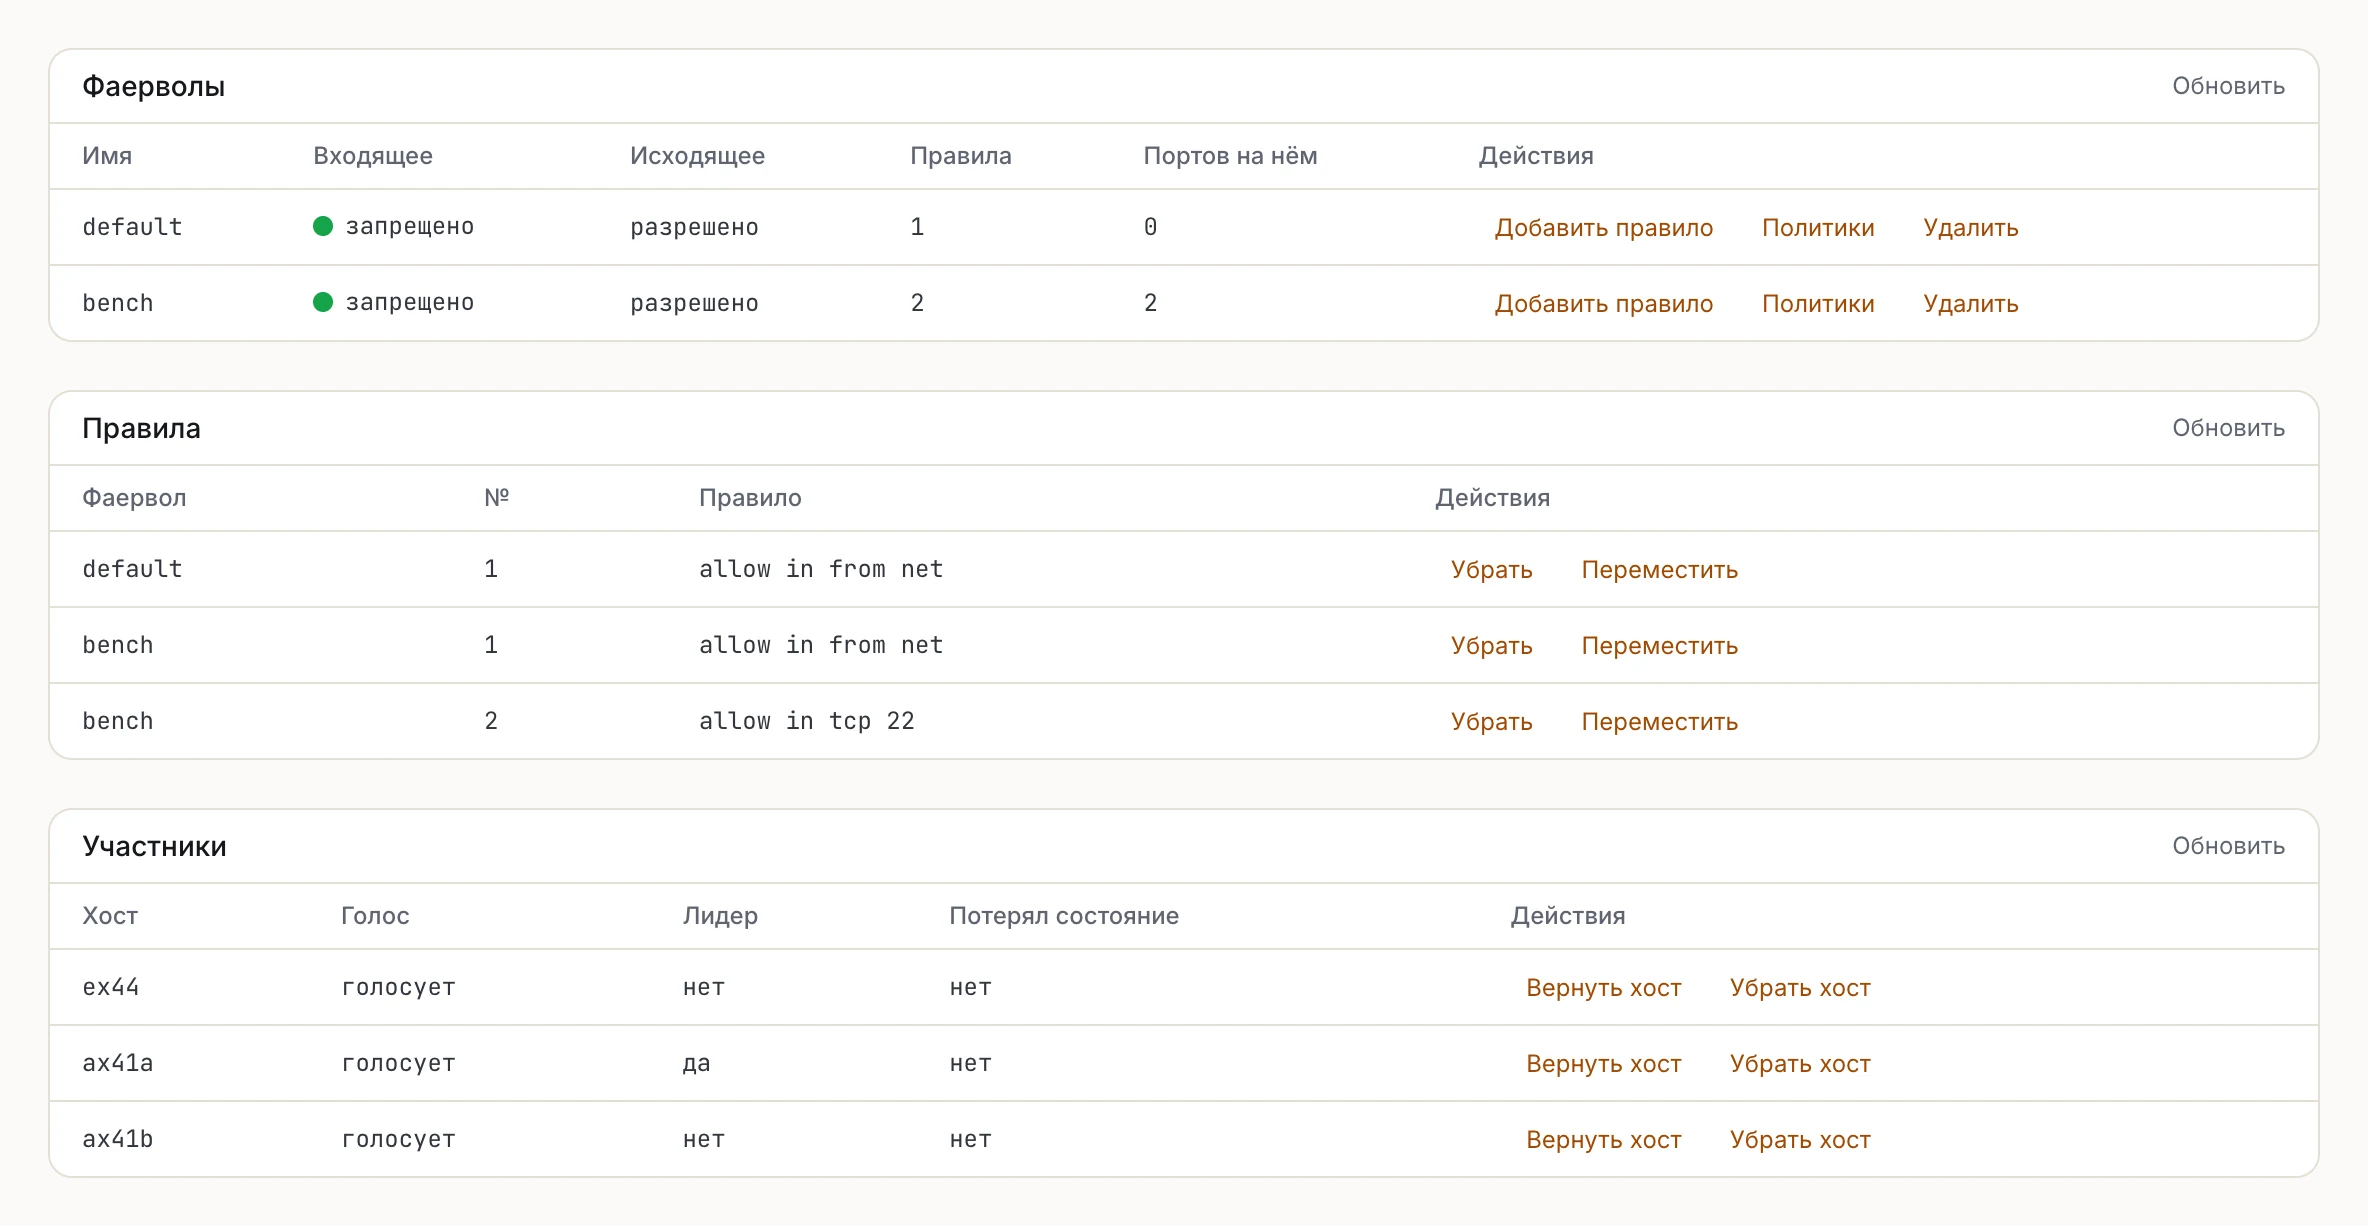 Фаерволы Обновить
Имя Входящее Исходящее Правила Портов на нём Действия
default запрещено разрешено 1 0 Добавить правило Политики Удалить
bench запрещено разрешено 2 2 Добавить правило Политики Удалить
Правила Обновить
Фаервол № Правило Действия
default 1 allow in from net Убрать Переместить
bench 1 allow in from net Убрать Переместить
bench 2 allow in tcp 22 Убрать Переместить
Участники Обновить
Хост Голос Лидер Потерял состояние Действия
ex44 голосует нет нет Вернуть хост Убрать хост
ax41a голосует да нет Вернуть хост Убрать хост
ax41b голосует нет нет Вернуть хост Убрать хост